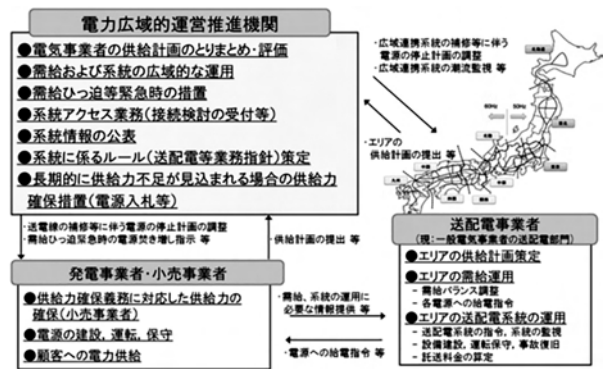 電力広域的運営推進機関
●電気事業者の供給計画のとりまとめ・評価
●需給および系統の広域的な運用
●需給ひっ迫等緊急時の措置
●系統アクセス業務(接続検討の受付等)
●系統情報の公表
●系統に係るルール(送配電等業務指針)策定
●長期的に供給力不足が見込まれる場合の供給力
確保措置(電源入札等)
・広域連携系統の補修等に伴う
電源の停止計画の調整
・広域連携系統の潮流監視 等
・エリアの
供給計画の提出 等
60Hz
50Hz
北海道
東北
東京
中部
九州
・送電線の補修等に伴う電源の停止計画の調整
・需給ひっ迫緊急時の電源焚き増し指示 等
・供給計画の提出 等
発電事業者・小売事業者
●供給力確保義務に対応した供給力の
確保(小売事業者)
●電源の建設,運転,保守
●顧客への電力供給
・需給、系統の運用に
必要な情報提供 等
・電源への給電指令 等
送配電事業者
(現:一般電気事業者の送配電部門)
●エリアの供給計画策定
●エリアの需給運用
− 需給バランス調整
− 各電源への給電指令
●エリアの送配電系統の運用
− 送配電系統の指令、系統の監視
− 設備建設、運転保守、事故復旧
− 託送料金の算定